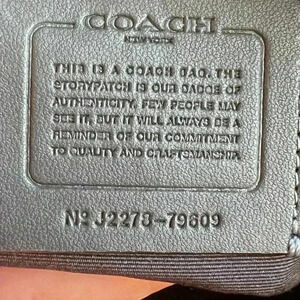 COACH
NEW YORK
THIS IS A COACH BAG. THE
STORYPATCH IS OUR BADGE OF
AUTHENTICITY. FEW PEOPLE MAY
SEE IT, BUT IT WILL ALWAYS BE A
REMINDER OF OUR COMMITMENT
TO QUALITY AND CRAFTSMANSHIP.
Nº J2278-79609